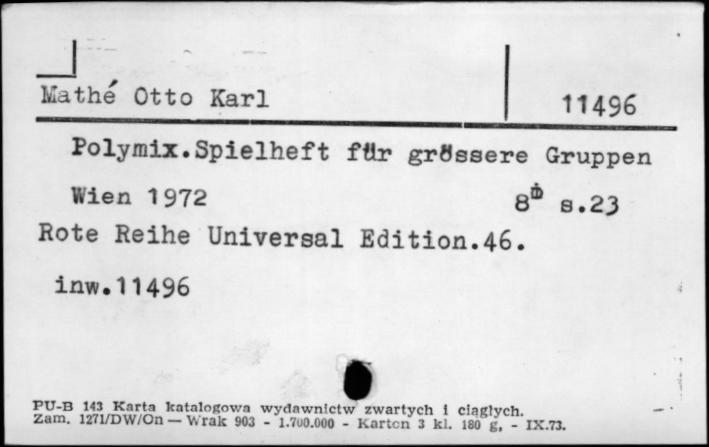 Mathé Otto Karl 11496
Polymix.Spielheft für grössere Gruppen
Wien 1972 8⁰ s.23
Rote Reihe Universal Edition.46.
inw.11496
PU-B 143 Karta katalogowa wydawnictw zwartych i ciągłych.
Zam. 1271/DW/On — Wrak 903 - 1.700.000 - Karton 3 kl. 180 g, - IX.73.